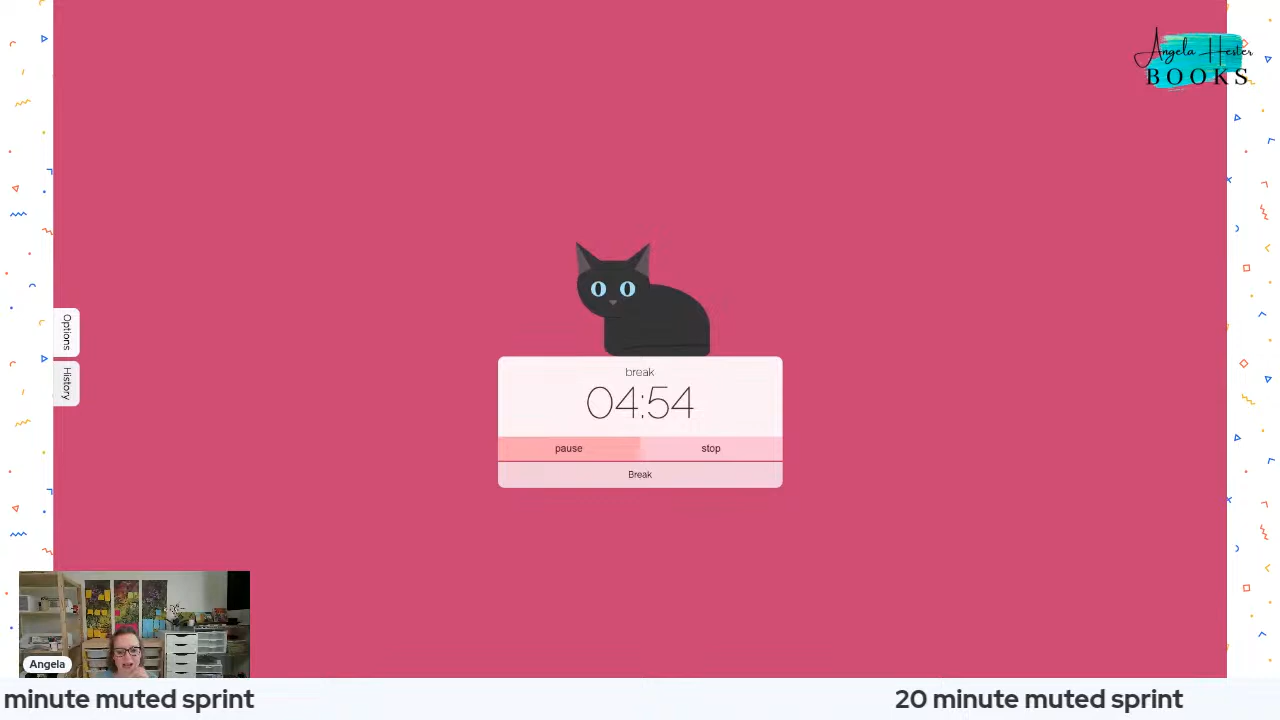 Angela Hester
BOOKS
Options
History
break
04:54
pause stop
Break
Angela
minute muted sprint 20 minute muted sprint